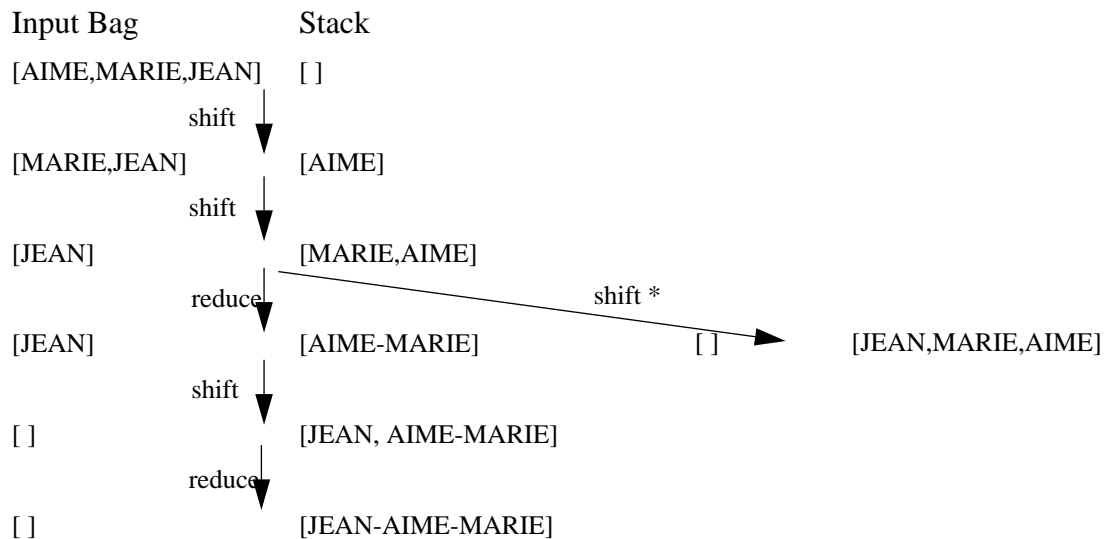 Input Bag Stack
[AIME,MARIE,JEAN] [ ]
shift
[MARIE,JEAN] [AIME]
shift
[JEAN] [MARIE,AIME]
reduce shift *
[JEAN] [AIME-MARIE] [ ] [JEAN,MARIE,AIME]
shift
[ ] [JEAN, AIME-MARIE]
reduce
[ ] [JEAN-AIME-MARIE]